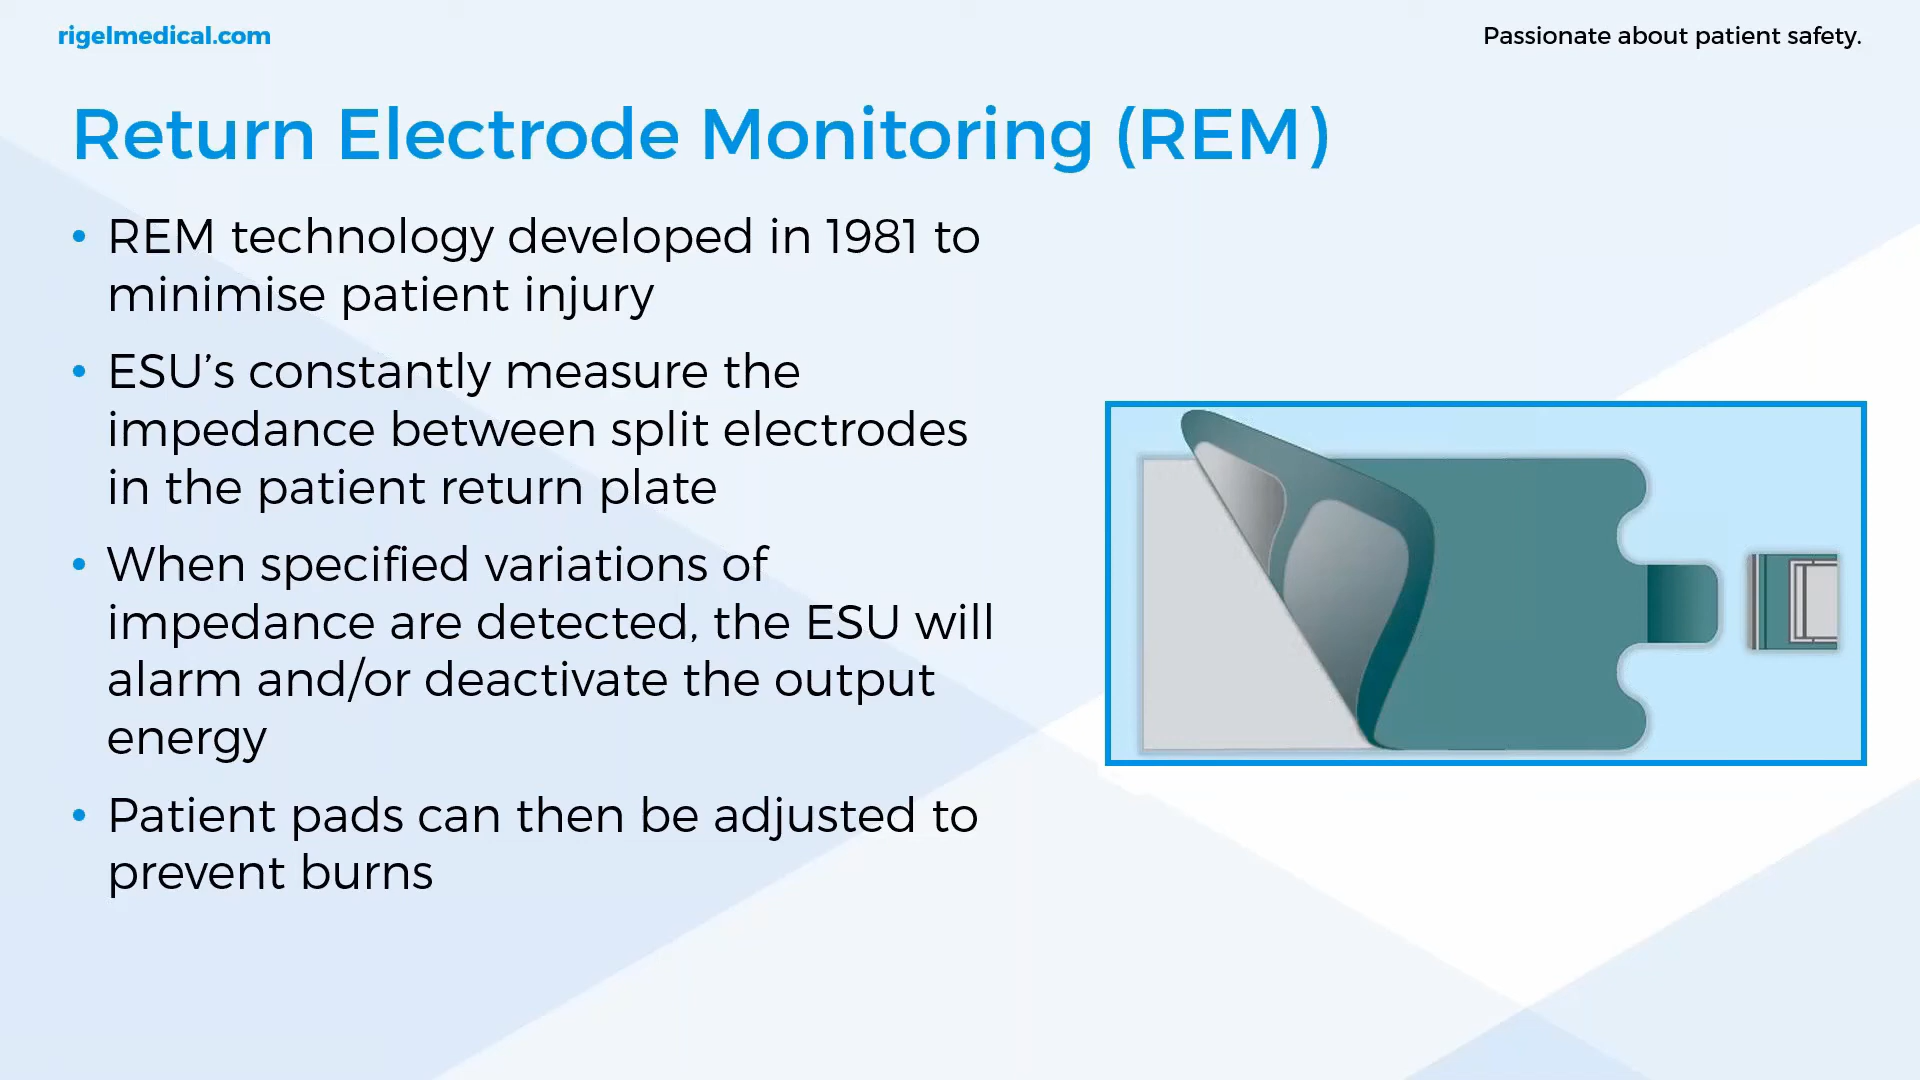 rigelmedical.com
Passionate about patient safety.
Return Electrode Monitoring (REM)
• REM technology developed in 1981 to
minimise patient injury
• ESU’s constantly measure the
impedance between split electrodes
in the patient return plate
• When specified variations of
impedance are detected, the ESU will
alarm and/or deactivate the output
energy
• Patient pads can then be adjusted to
prevent burns